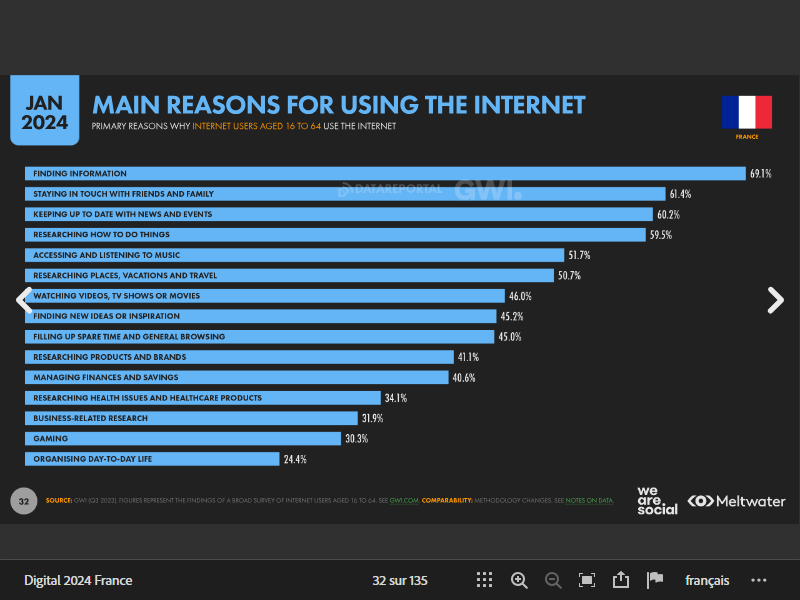 JAN
2024
MAIN REASONS FOR USING THE INTERNET
PRIMARY REASONS WHY INTERNET USERS AGED 16 TO 64 USE THE INTERNET
FRANCE
DATAREPORTAL GWI.
FINDING INFORMATION 69.1%
STAYING IN TOUCH WITH FRIENDS AND FAMILY 61.4%
KEEPING UP TO DATE WITH NEWS AND EVENTS 60.2%
RESEARCHING HOW TO DO THINGS 59.5%
ACCESSING AND LISTENING TO MUSIC 51.7%
RESEARCHING PLACES, VACATIONS AND TRAVEL 50.7%
WATCHING VIDEOS, TV SHOWS OR MOVIES 46.0%
FINDING NEW IDEAS OR INSPIRATION 45.2%
FILLING UP SPARE TIME AND GENERAL BROWSING 45.0%
RESEARCHING PRODUCTS AND BRANDS 41.1%
MANAGING FINANCES AND SAVINGS 40.6%
RESEARCHING HEALTH ISSUES AND HEALTHCARE PRODUCTS 34.1%
BUSINESS-RELATED RESEARCH 31.9%
GAMING 30.3%
ORGANISING DAY-TO-DAY LIFE 24.4%
32
SOURCE: GWI (Q3 2023). FIGURES REPRESENT THE FINDINGS OF A BROAD SURVEY OF INTERNET USERS AGED 16 TO 64. SEE GWI.COM. COMPARABILITY: METHODOLOGY CHANGES. SEE NOTES ON DATA.
we
are.
social
Meltwater
Digital 2024 France
32 sur 135
français